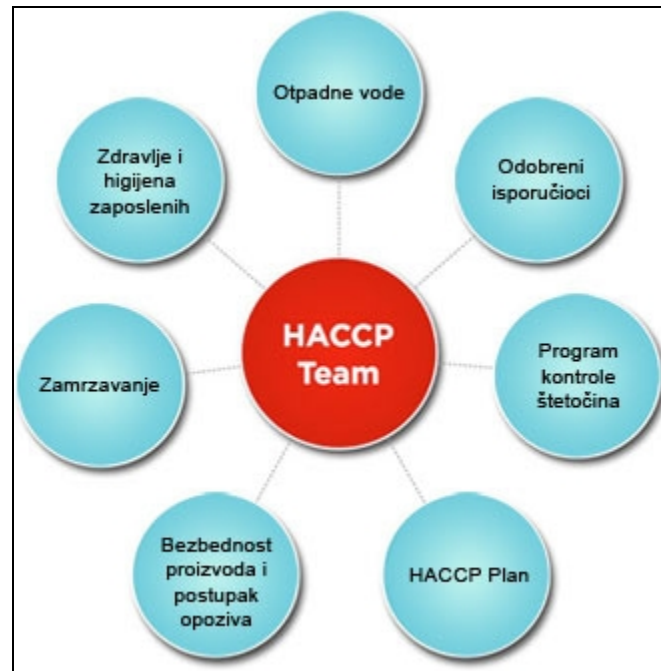 Otpadne vode
Odobreni
isporučioci
Program
kontrole
štetočina
HACCP Plan
Bezbednost
proizvoda i
postupak
opoziva
Zamrzavanje
Zdravlje i
higijena
zaposlenih
HACCP
Team